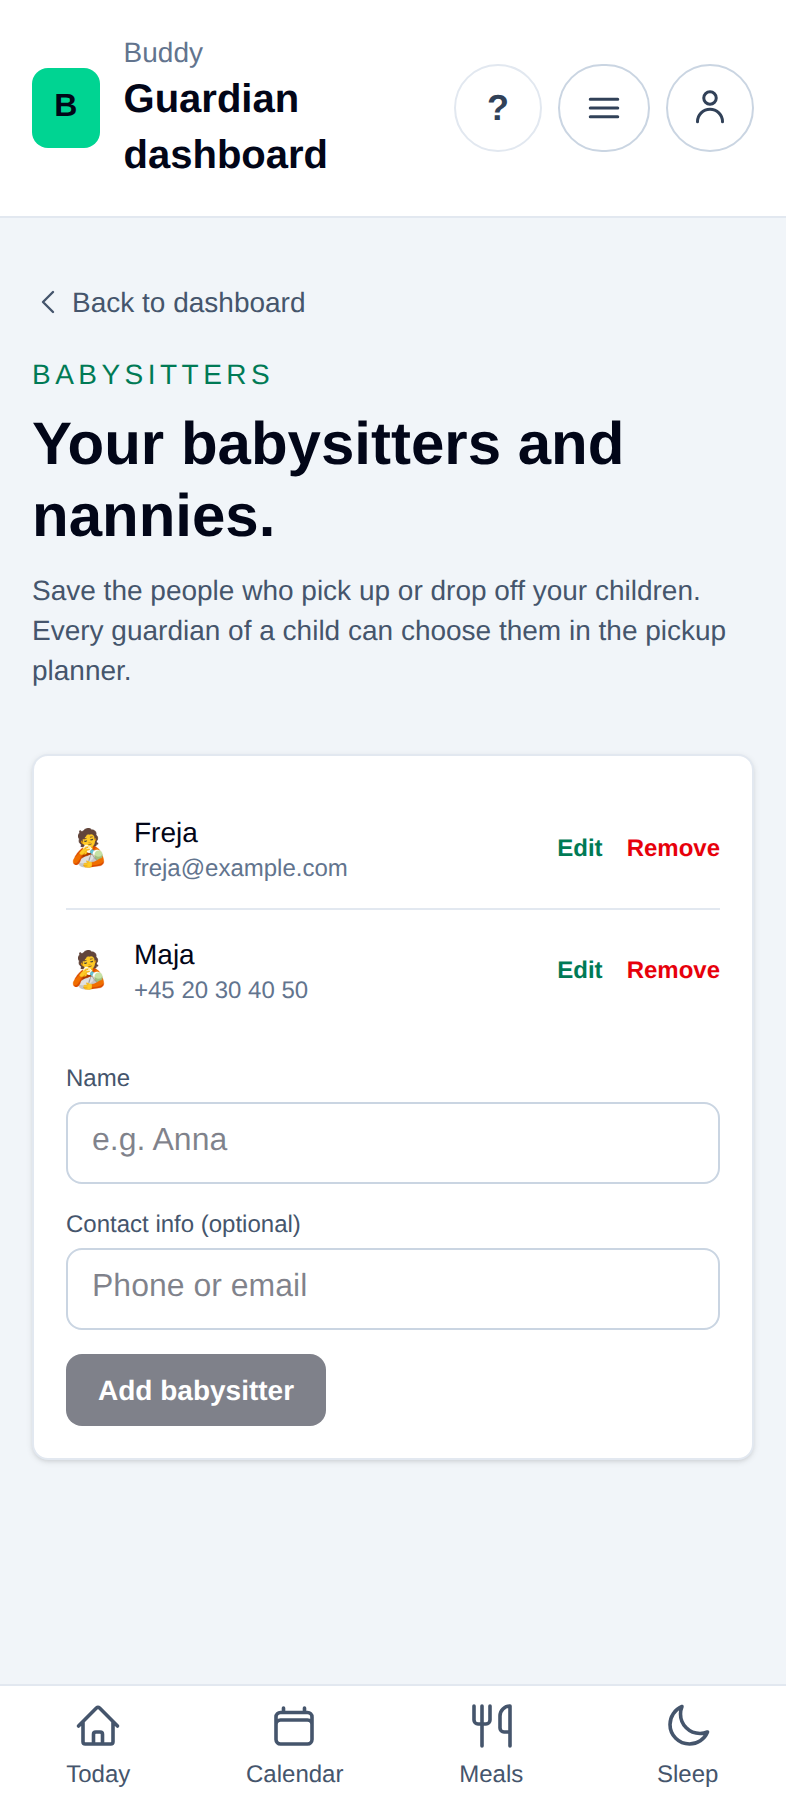 B
Buddy
Guardian
dashboard
?
Back to dashboard
BABYSITTERS
Your babysitters and
nannies.
Save the people who pick up or drop off your children.
Every guardian of a child can choose them in the pickup
planner.
Freja
freja@example.com
Edit Remove
Maja
+45 20 30 40 50
Edit Remove
Name
e.g. Anna
Contact info (optional)
Phone or email
Add babysitter
Today Calendar Meals Sleep